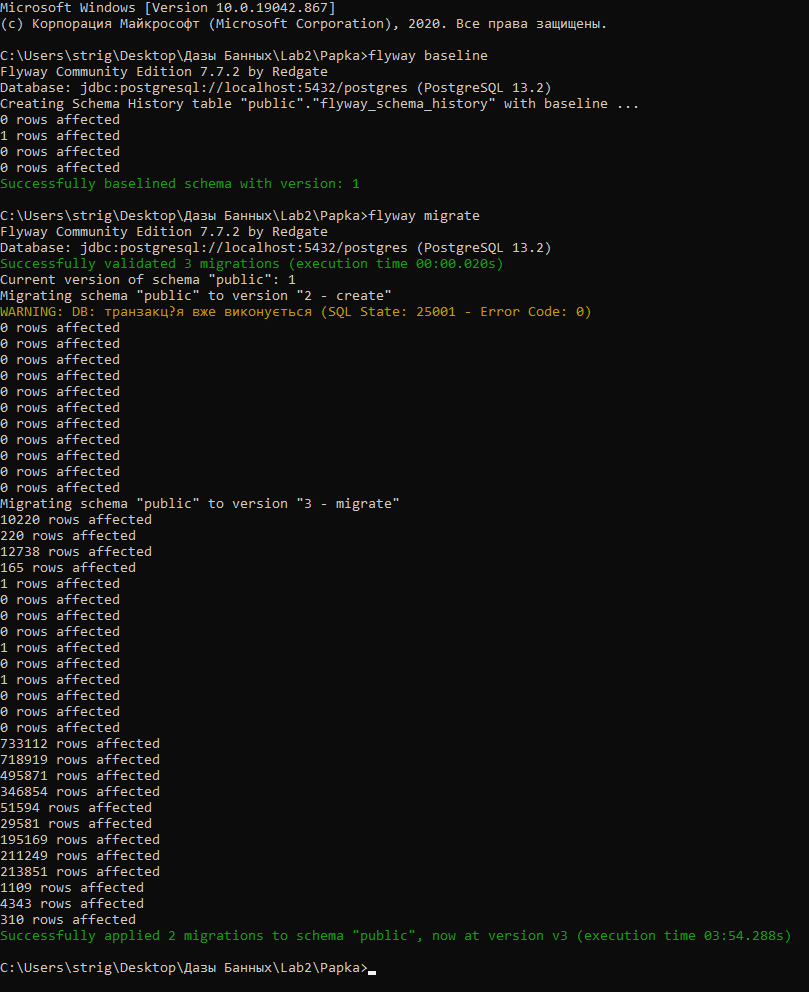 Microsoft Windows [Version 10.0.19042.867]
(c) Корпорация Майкрософт (Microsoft Corporation), 2020. Все права защищены.
C:\Users\strig\Desktop\Дазы Банных\Lab2\Papka>flyway baseline
Flyway Community Edition 7.7.2 by Redgate
Database: jdbc:postgresql://localhost:5432/postgres (PostgreSQL 13.2)
Creating Schema History table "public"."flyway_schema_history" with baseline ...
0 rows affected
1 rows affected
0 rows affected
0 rows affected
Successfully baselined schema with version: 1
C:\Users\strig\Desktop\Дазы Банных\Lab2\Papka>flyway migrate
Flyway Community Edition 7.7.2 by Redgate
Database: jdbc:postgresql://localhost:5432/postgres (PostgreSQL 13.2)
Successfully validated 3 migrations (execution time 00:00.020s)
Current version of schema "public": 1
Migrating schema "public" to version "2 - create"
WARNING: DB: транзакц?я вже виконується (SQL State: 25001 - Error Code: 0)
0 rows affected
0 rows affected
0 rows affected
0 rows affected
0 rows affected
0 rows affected
0 rows affected
0 rows affected
0 rows affected
0 rows affected
0 rows affected
Migrating schema "public" to version "3 - migrate"
10220 rows affected
220 rows affected
12738 rows affected
165 rows affected
1 rows affected
0 rows affected
0 rows affected
0 rows affected
1 rows affected
0 rows affected
1 rows affected
0 rows affected
0 rows affected
0 rows affected
733112 rows affected
718919 rows affected
495871 rows affected
346854 rows affected
51594 rows affected
29581 rows affected
195169 rows affected
211249 rows affected
213851 rows affected
1109 rows affected
4343 rows affected
310 rows affected
Successfully applied 2 migrations to schema "public", now at version v3 (execution time 03:54.288s)
C:\Users\strig\Desktop\Дазы Банных\Lab2\Papka>